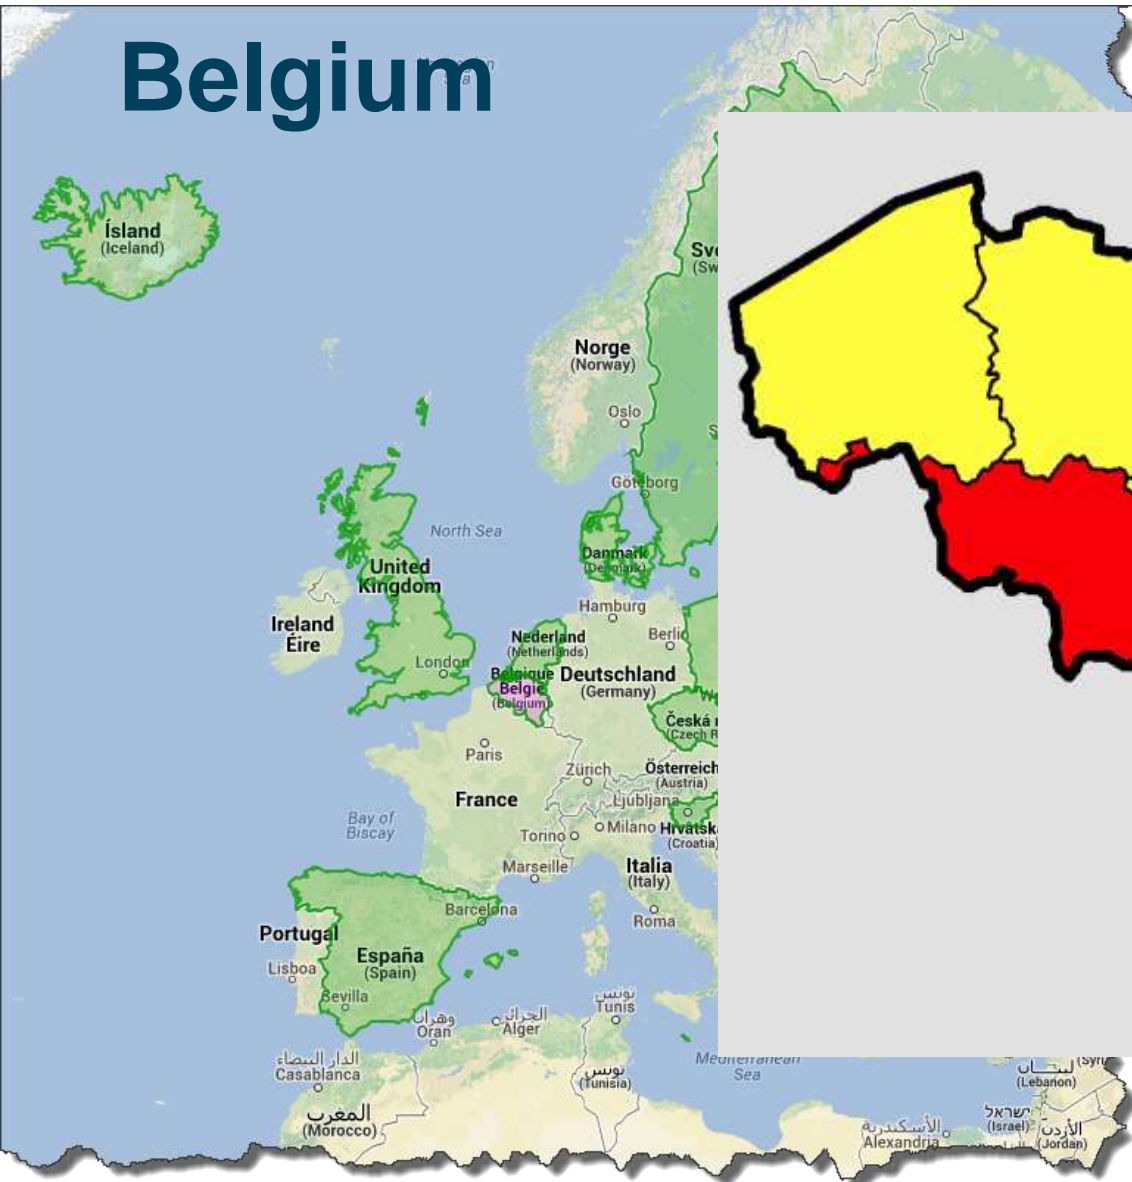 Belgium
Sea
Ísland
(Iceland)
Norge
(Norway)
Oslo
Göteborg
North Sea
Danmark
(Denmark)
United
Kingdom
Hamburg
Ireland
Éire
Nederland
(Netherlands)
London
Belgique
België
(Belgium)
Deutschland
(Germany)
Paris
Zürich
Österreich
(Austria)
France
Ljubljana
Bay of
Biscay
Torino
Milano
(Croatia)
Marseille
Italia
(Italy)
Barcelona
Roma
Portugal
España
(Spain)
Lisboa
Sevilla
تونس
Tunis
وهران
Oran
الجزائر
Alger
Mediterranean
Sea
الدار البيضاء
Casablanca
تونس
(Tunisia)
(Lebanon)
المغرب
(Morocco)
ישראל
(Israel)
الأردن
(Jordan)
الأسكندرية
Alexandria